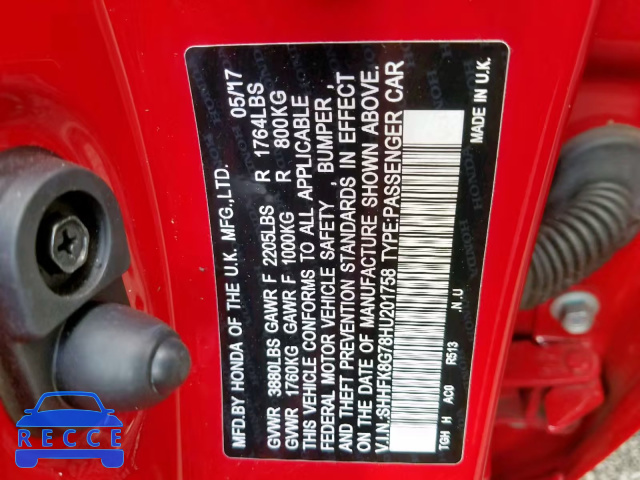 MFD.BY HONDA OF THE U.K. MFG.,LTD. 05/17
GVWR 3880LBS GAWR F 2205LBS R 1764LBS
GVWR 1760KG GAWR F 1000KG R 800KG
THIS VEHICLE CONFORMS TO ALL APPLICABLE
FEDERAL MOTOR VEHICLE SAFETY , BUMPER ,
AND THEFT PREVENTION STANDARDS IN EFFECT
ON THE DATE OF MANUFACTURE SHOWN ABOVE.
V.I.N.:SHHFK8G78HU201758 TYPE:PASSENGER CAR
TGH H AC0 R513 .N.U MADE IN U.K.
RECCE